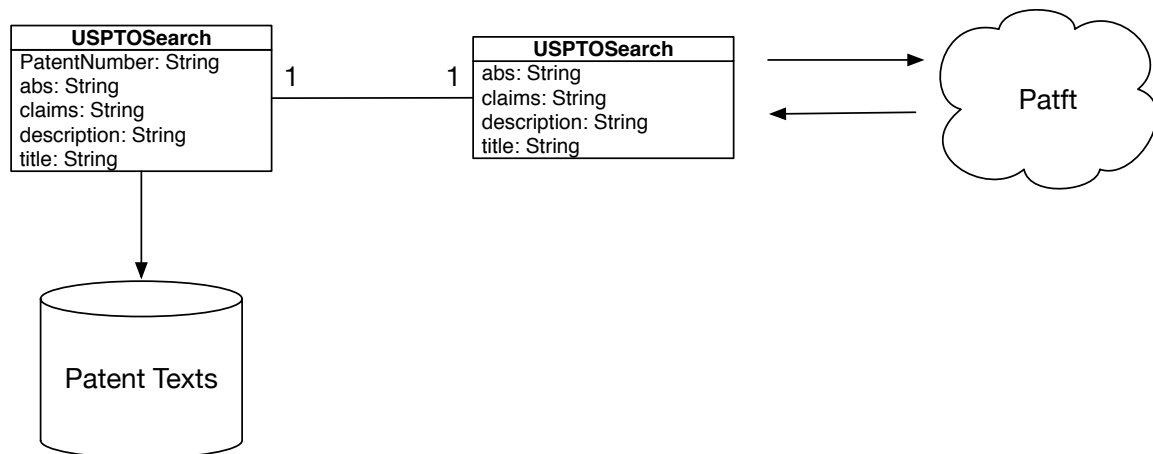 USPTOSearch
PatentNumber: String
abs: String
claims: String
description: String
title: String
1
1
USPTOSearch
abs: String
claims: String
description: String
title: String
Patft
Patent Texts